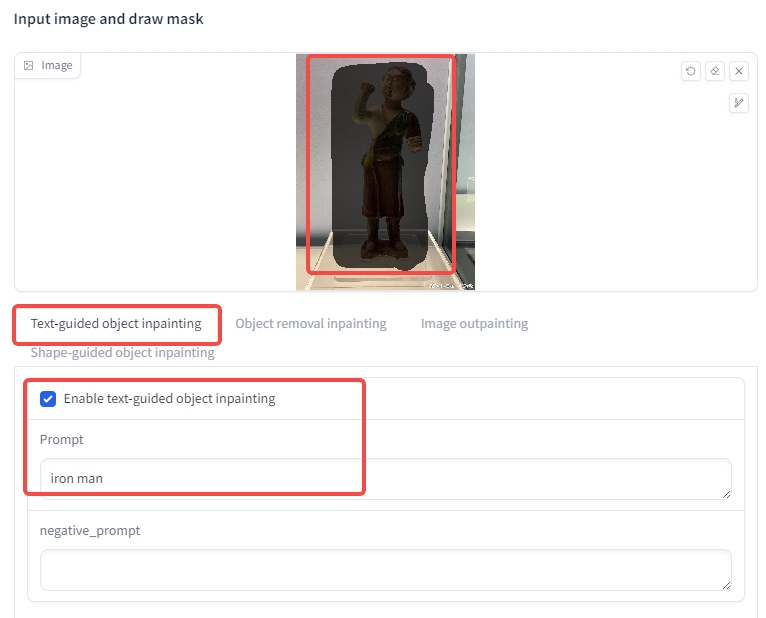 Input image and draw mask
Image
Text-guided object inpainting
Object removal inpainting
Image outpainting
Shape-guided object inpainting
Enable text-guided object inpainting
Prompt
iron man
negative_prompt